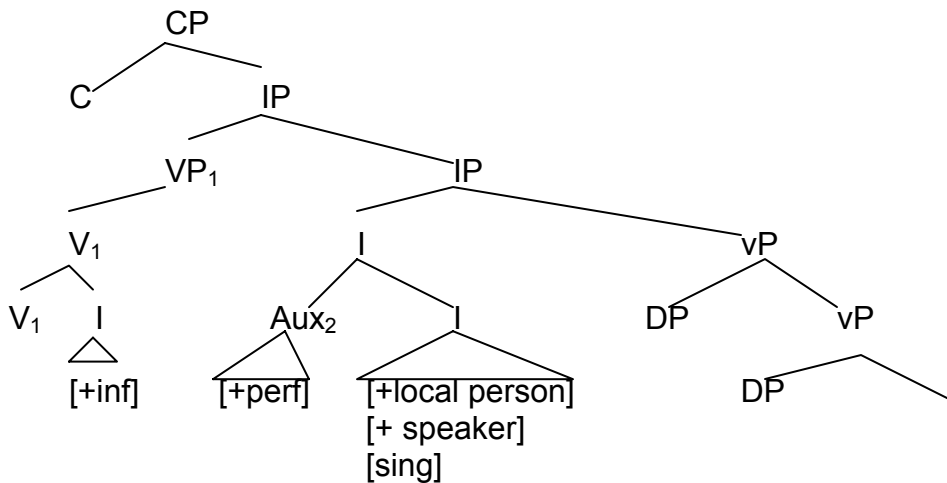 CP
C IP
VP₁ IP
V₁ I vP
V₁ I Aux₂ I DP vP
[+inf] [+perf] [+local person] DP
[+ speaker]
[sing]